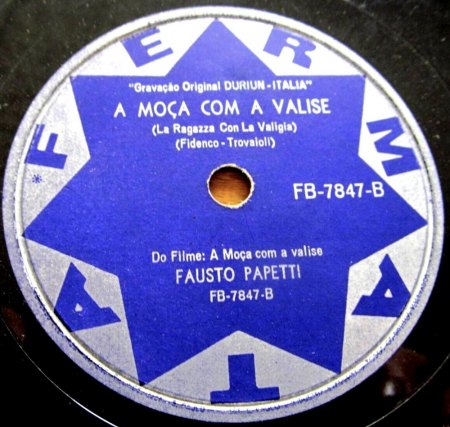 *FERMATA
"Gravação Original DURIUN-ITALIA"
A MOÇA COM A VALISE
(La Ragazza Con La Valigia)
(Fidenco-Trovaioli)
FB-7847-B
Do Filme: A Moça com a valise
FAUSTO PAPETTI
FB-7847-B